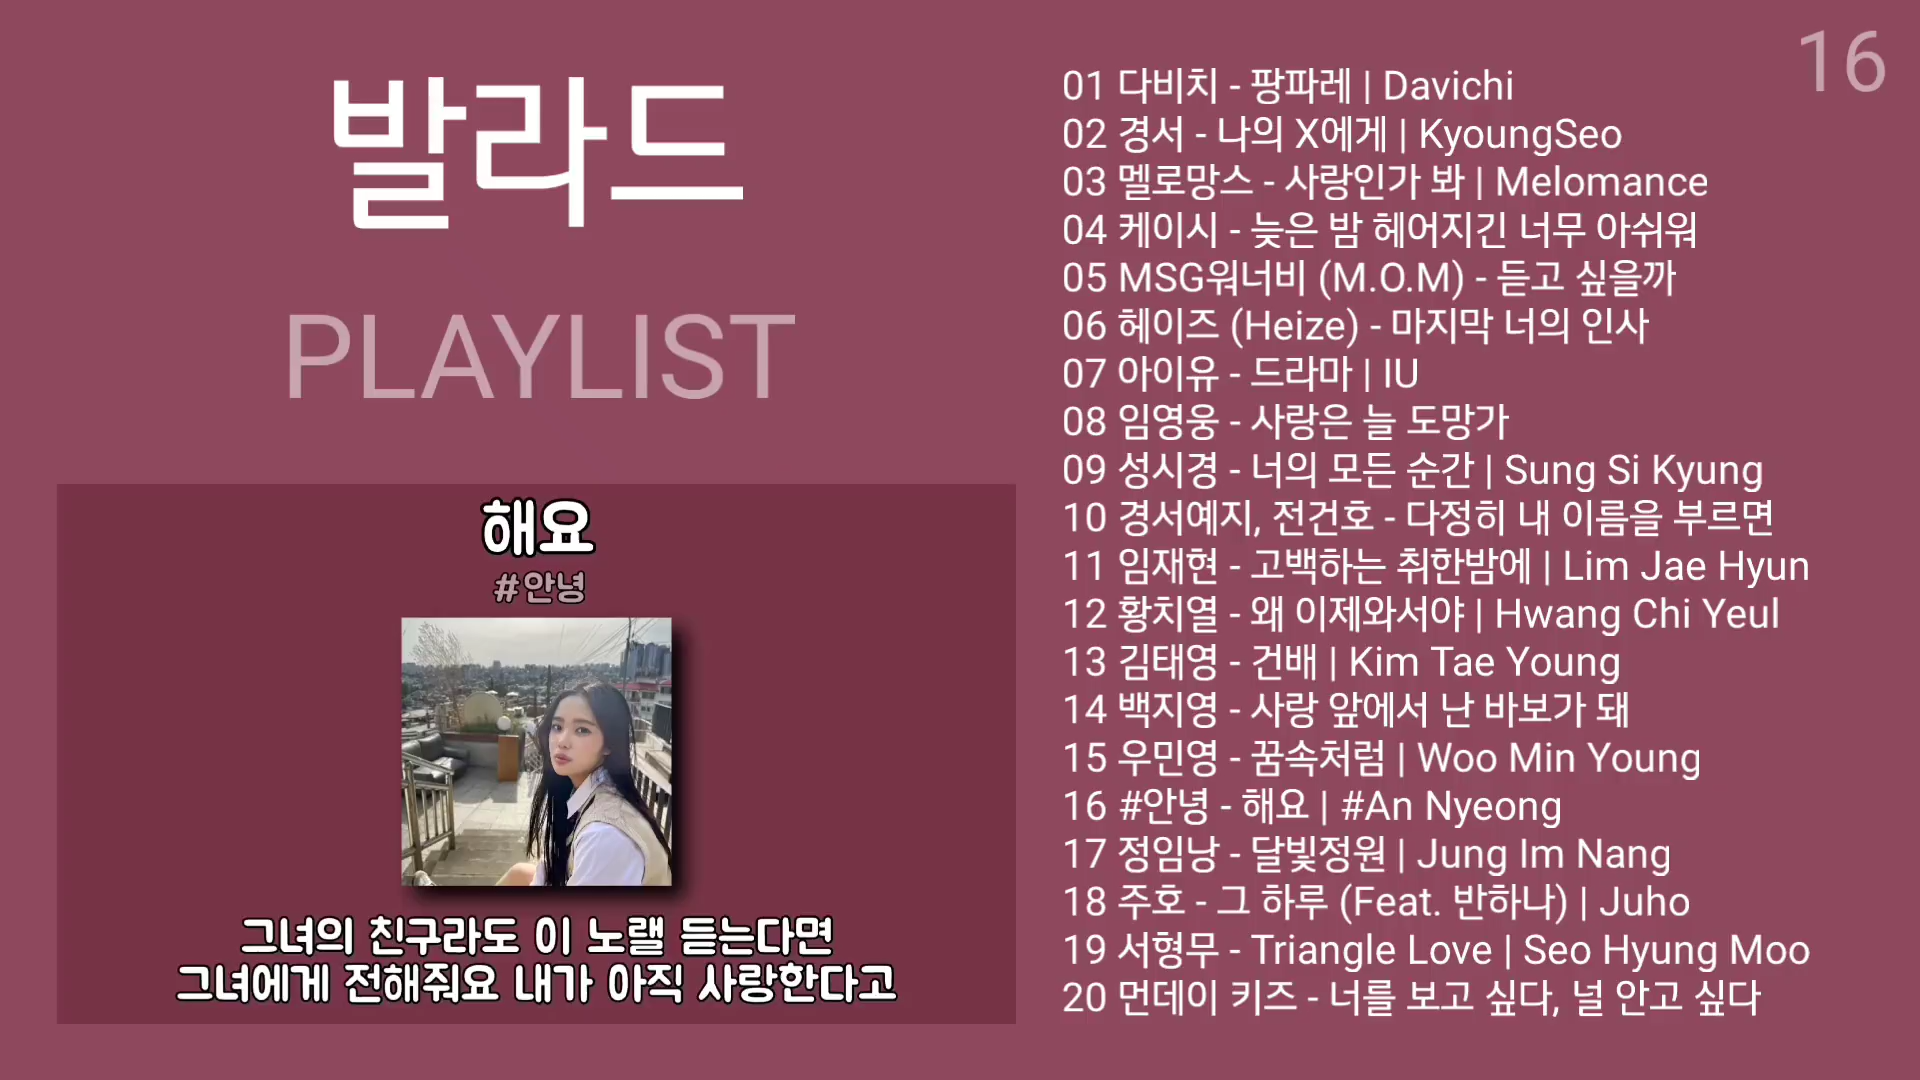 발라드
PLAYLIST
해요
#안녕
그녀의 친구라도 이 노랠 듣는다면
그녀에게 전해줘요 내가 아직 사랑한다고
16
01 다비치 - 팡파레 | Davichi
02 경서 - 나의 X에게 | KyoungSeo
03 멜로망스 - 사랑인가 봐 | Melomance
04 케이시 - 늦은 밤 헤어지긴 너무 아쉬워
05 MSG워너비 (M.O.M) - 듣고 싶을까
06 헤이즈 (Heize) - 마지막 너의 인사
07 아이유 - 드라마 | IU
08 임영웅 - 사랑은 늘 도망가
09 성시경 - 너의 모든 순간 | Sung Si Kyung
10 경서예지, 전건호 - 다정히 내 이름을 부르면
11 임재현 - 고백하는 취한밤에 | Lim Jae Hyun
12 황치열 - 왜 이제와서야 | Hwang Chi Yeul
13 김태영 - 건배 | Kim Tae Young
14 백지영 - 사랑 앞에서 난 바보가 돼
15 우민영 - 꿈속처럼 | Woo Min Young
16 #안녕 - 해요 | #An Nyeong
17 정임낭 - 달빛정원 | Jung Im Nang
18 주호 - 그 하루 (Feat. 반하나) | Juho
19 서형무 - Triangle Love | Seo Hyung Moo
20 먼데이 키즈 - 너를 보고 싶다, 널 안고 싶다